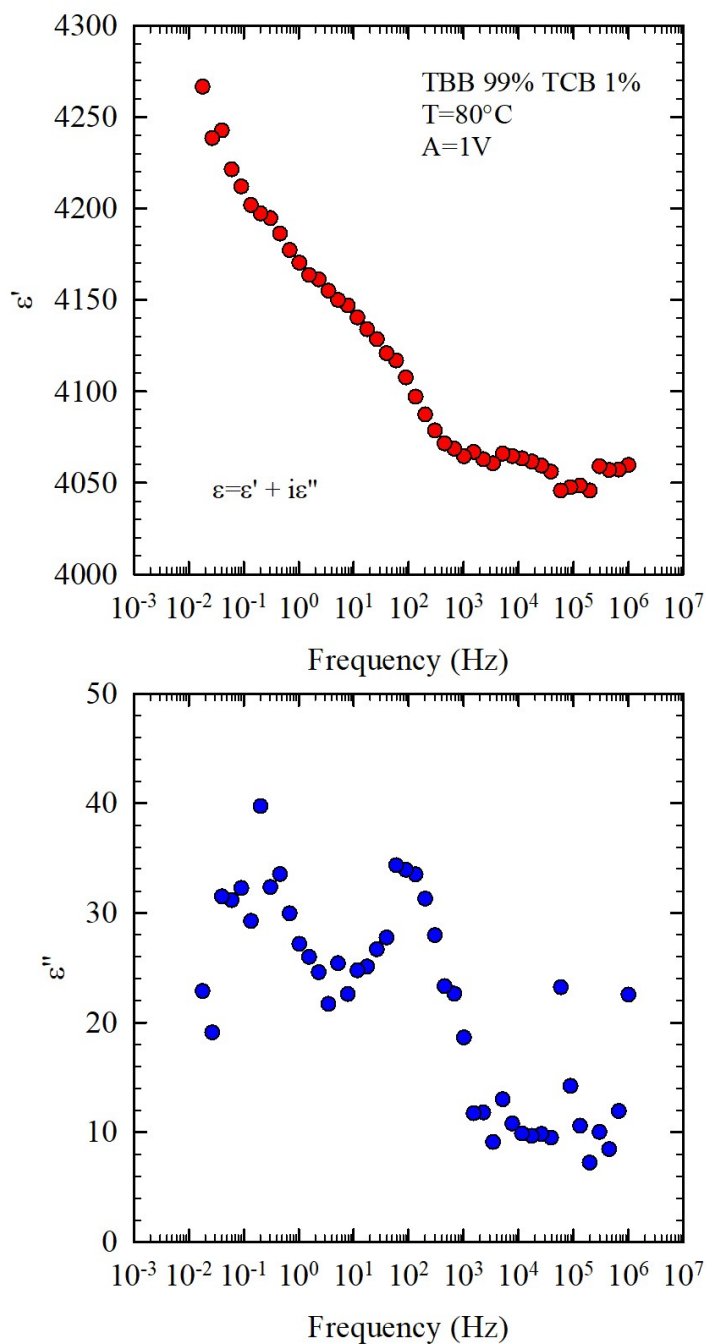 4300
4250
4200
4150
4100
4050
4000
ε'
TBB 99% TCB 1%
T=80°C
A=1V
ε=ε' + iε"
10⁻³ 10⁻² 10⁻¹ 10⁰ 10¹ 10² 10³ 10⁴ 10⁵ 10⁶ 10⁷
Frequency (Hz)
50
40
30
20
10
0
ε"
10⁻³ 10⁻² 10⁻¹ 10⁰ 10¹ 10² 10³ 10⁴ 10⁵ 10⁶ 10⁷
Frequency (Hz)